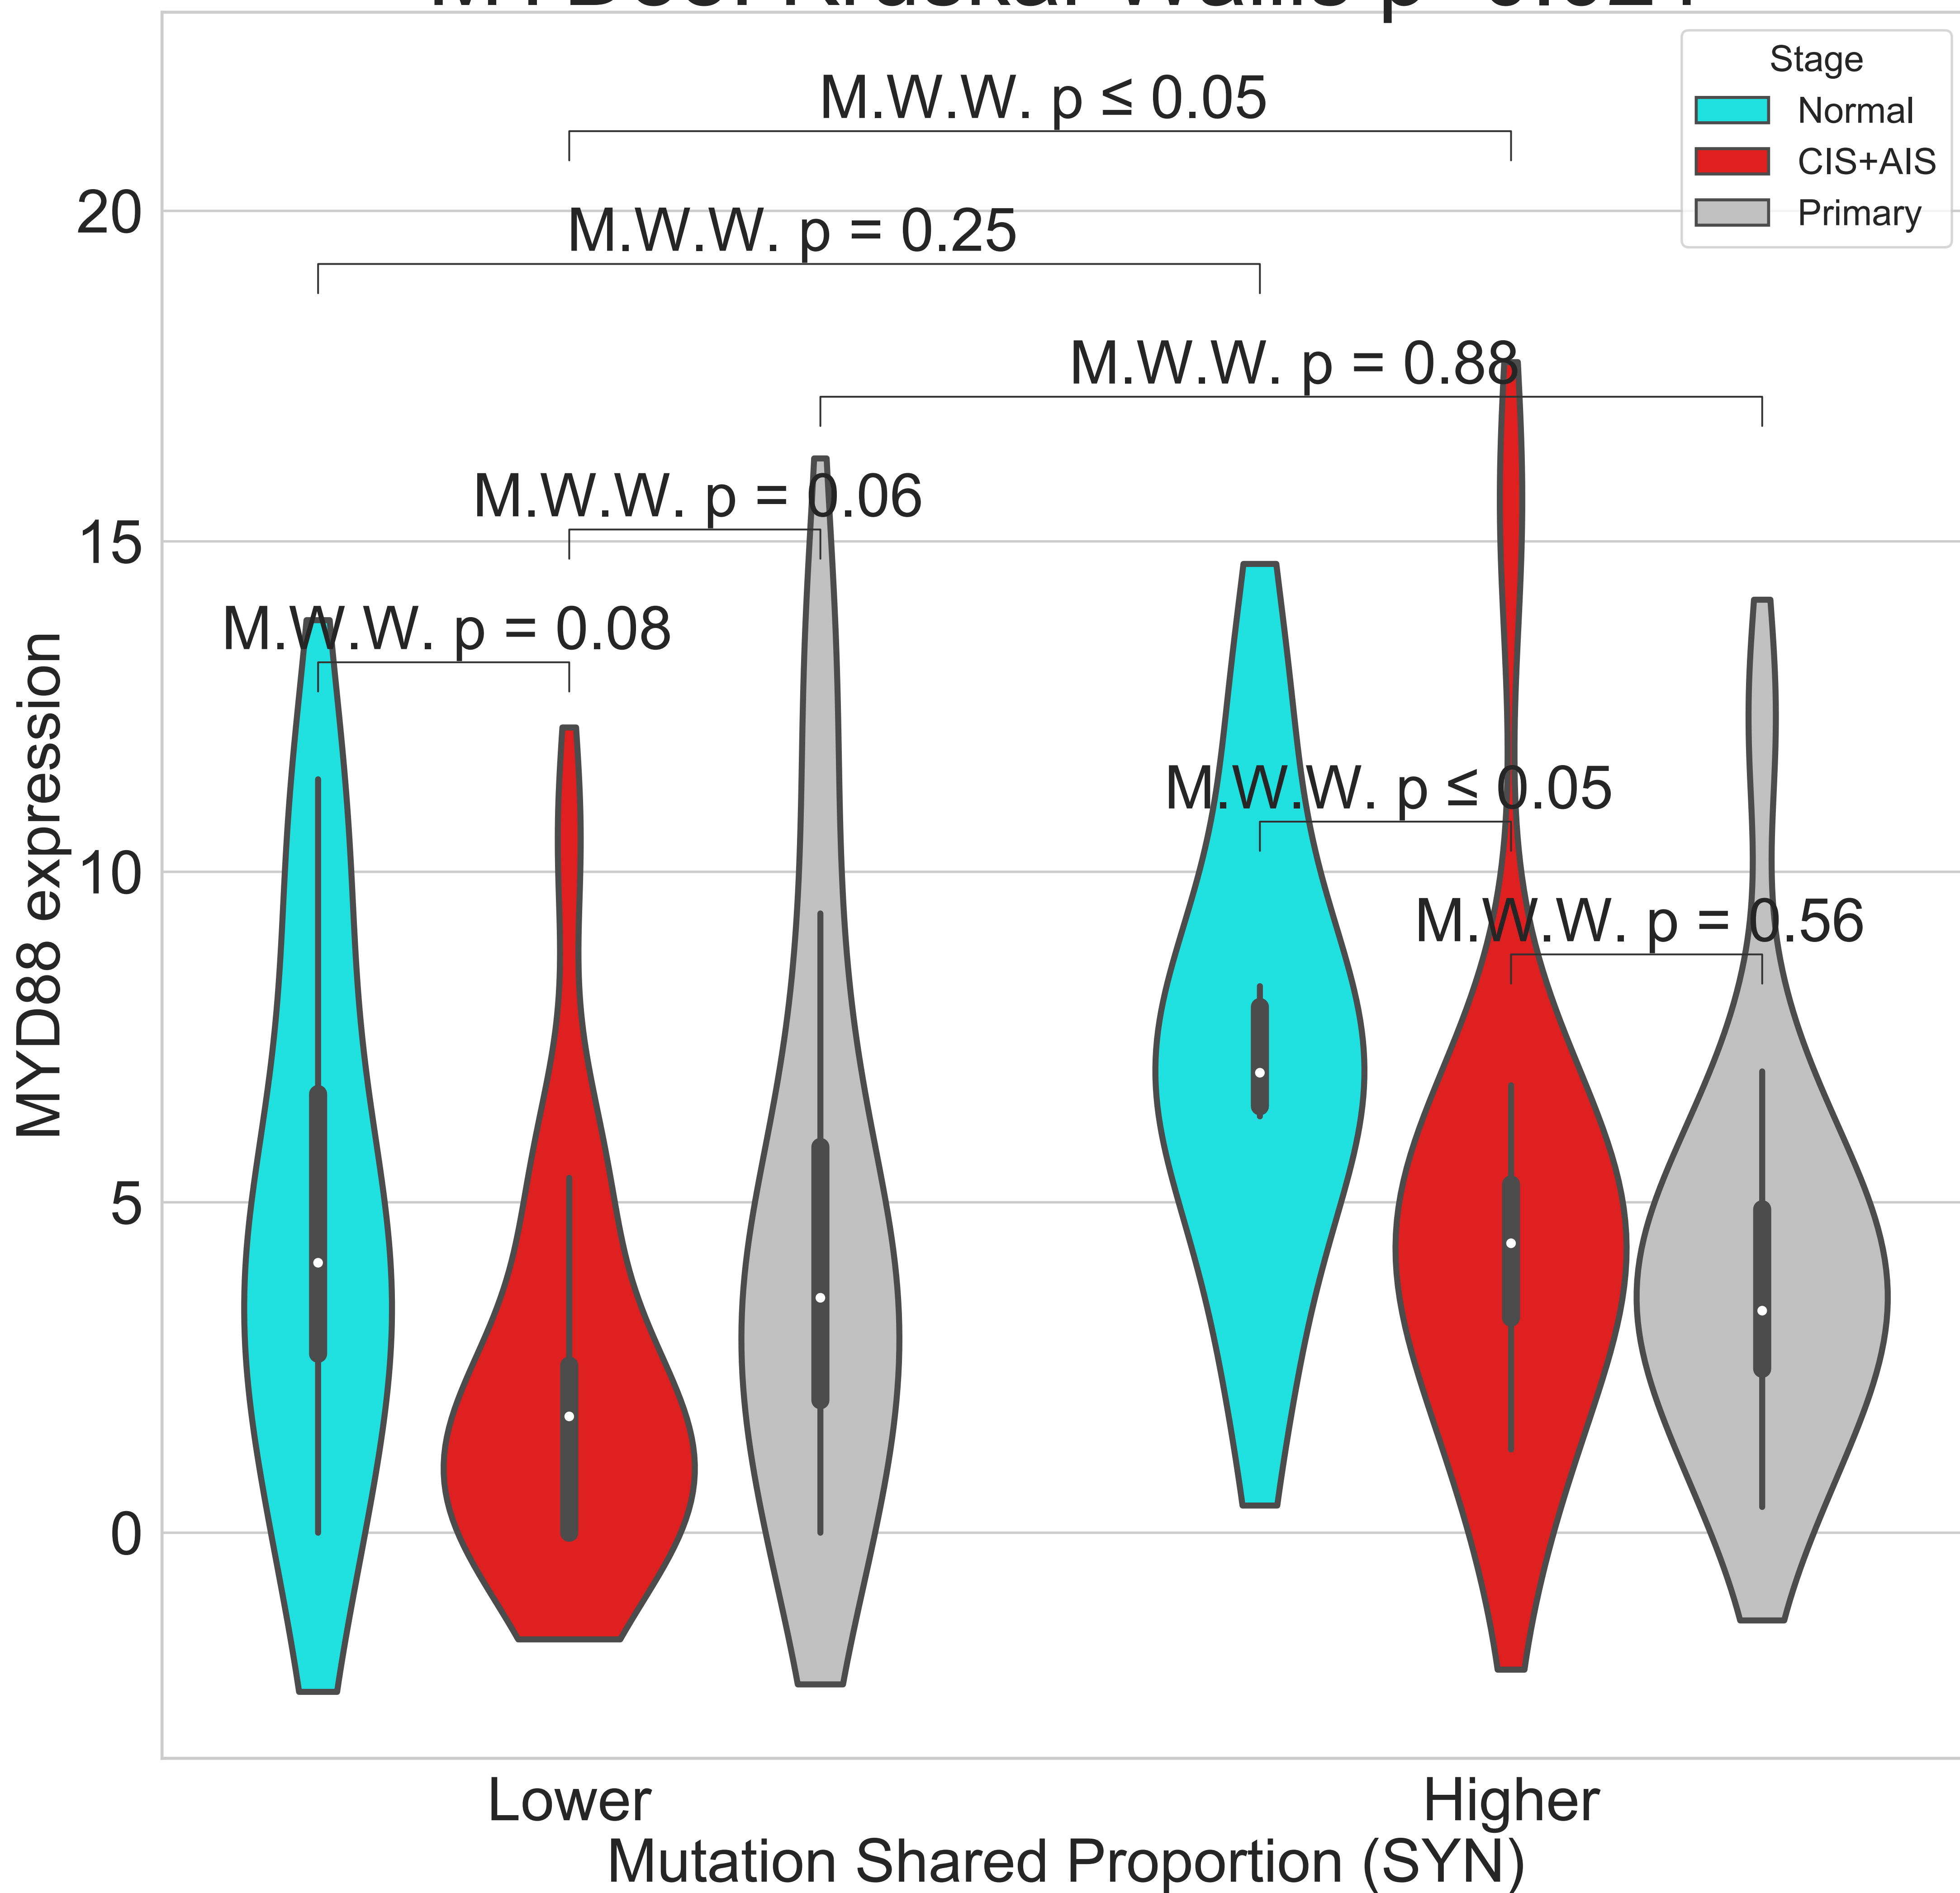 Stage
Normal
CIS+AIS
Primary
M.W.W. p ≤ 0.05
M.W.W. p = 0.25
M.W.W. p = 0.88
M.W.W. p = 0.06
M.W.W. p = 0.08
M.W.W. p ≤ 0.05
M.W.W. p = 0.56
20
15
10
5
0
MYD88 expression
Lower
Higher
Mutation Shared Proportion (SYN)